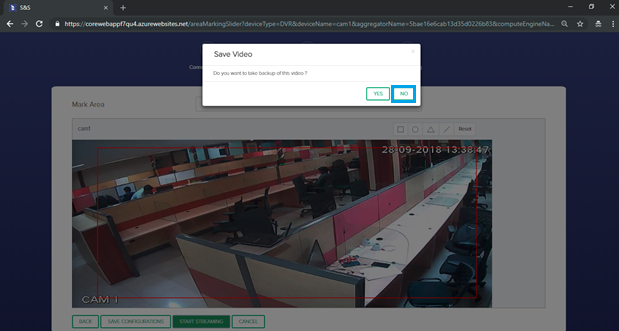 S&S
https://corewebappf7qu4.azurewebsites.net/areaMarkingSlider?deviceType=DVR&deviceName=cam1&aggregatorName=5bae16e6cab13d35d0226b83&computeEngineNa...
Save Video
×
Do you want to take backup of this video ?
YES
NO
Mark Area
cam1
Reset
28-09-2018 13:38:47
CAM 1
BACK
SAVE CONFIGURATIONS
START STREAMING
CANCEL